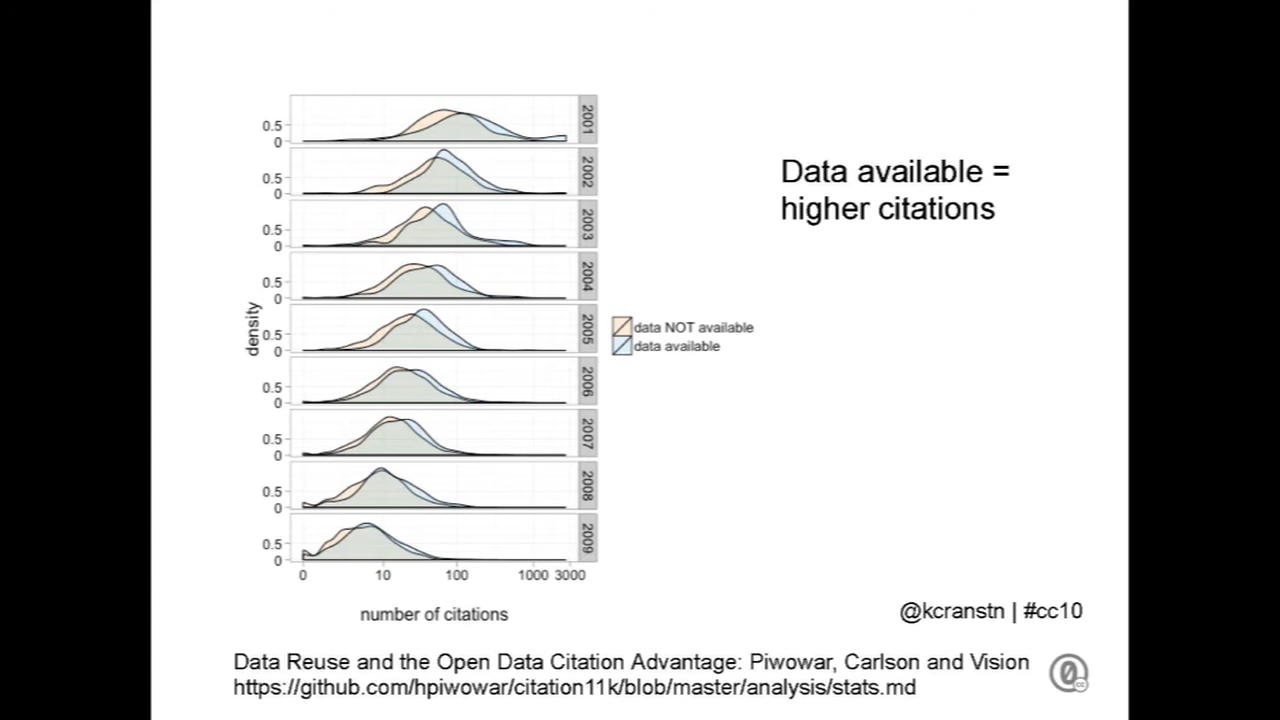 0.5
0
2001
0.5
0
2002
0.5
0
2003
0.5
0
2004
0.5
0
2005
0.5
0
2006
0.5
0
2007
0.5
0
2008
0.5
0
2009
0 10 100 1000 3000
density
number of citations
data NOT available
data available
Data available =
higher citations
@kcranstn | #cc10
Data Reuse and the Open Data Citation Advantage: Piwowar, Carlson and Vision
https://github.com/hpiwowar/citation11k/blob/master/analysis/stats.md
0
cc